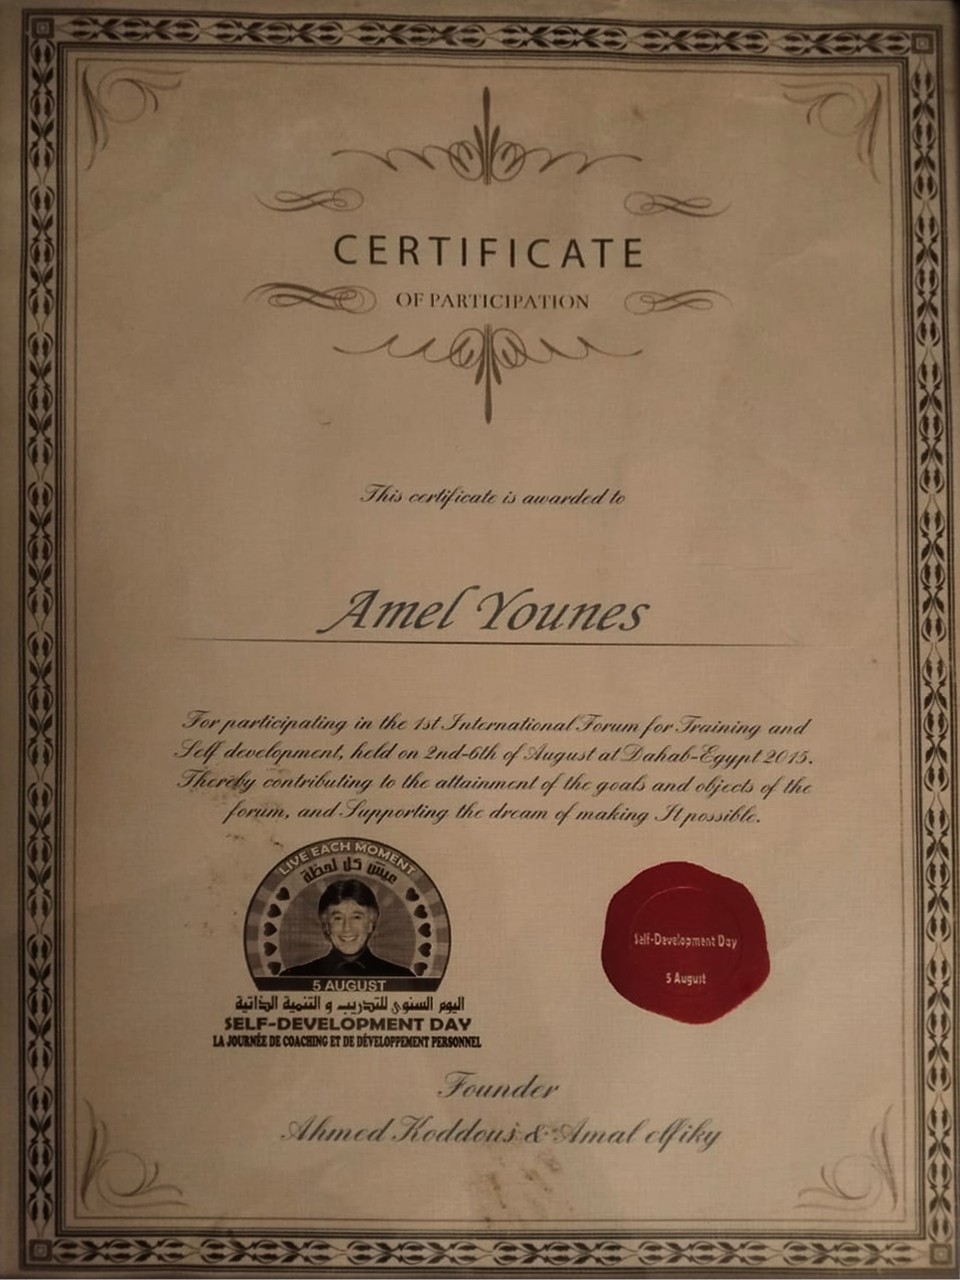 CERTIFICATE
OF PARTICIPATION
This certificate is awarded to
Amel Younes
For participating in the 1st International Forum for Training and
Self development, held on 2nd-6th of August at Dahab-Egypt 2015.
Thereby contributing to the attainment of the goals and objects of the
forum, and Supporting the dream of making It possible.
LIVE EACH MOMENT
عيش كل لحظة
5 AUGUST
اليوم السنوى للتدريب و التنمية الذاتية
SELF-DEVELOPMENT DAY
LA JOURNÉE DE COACHING ET DE DÉVELOPPEMENT PERSONNEL
Self-Development Day
5 August
Founder
Ahmed Koddous & Amal elfiky